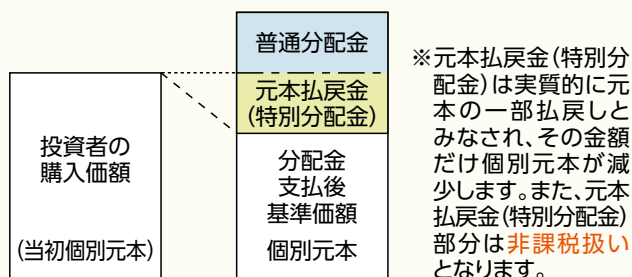 普通分配金
元本払戻金
(特別分配金)
投資者の
購入価額
(当初個別元本)
分配金
支払後
基準価額
個別元本
※元本払戻金(特別分
配金)は実質的に元
本の一部払戻しと
みなされ、その金額
だけ個別元本が減
少します。また、元本
払戻金(特別分配金)
部分は非課税扱い
となります。